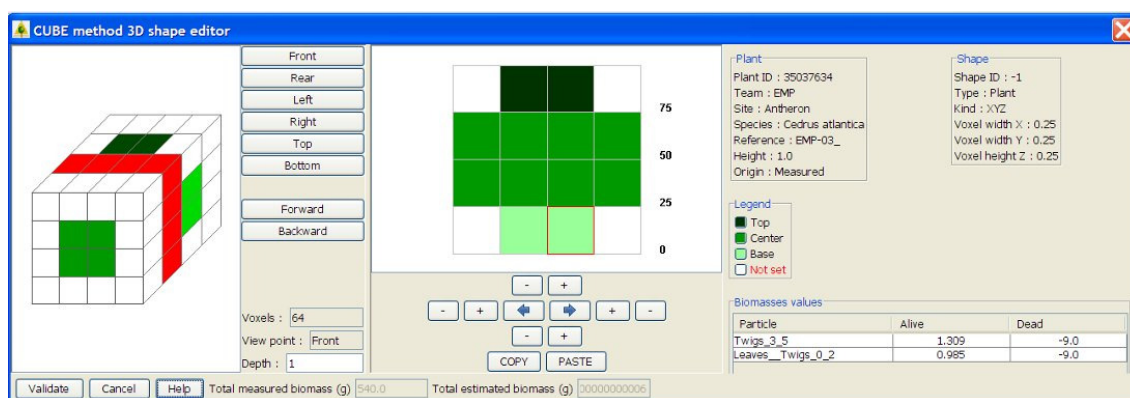 CUBE method 3D shape editor
Front
Rear
Left
Right
Top
Bottom
Forward
Backward
Voxels : 64
View point : Front
Depth : 1
75
50
25
0
- +
- + + -
- +
COPY PASTE
Plant
Plant ID : 35037634
Team : EMP
Site : Antheron
Species : Cedrus atlantica
Reference : EMP-03_
Height : 1.0
Origin : Measured
Shape
Shape ID : -1
Type : Plant
Kind : XYZ
Voxel width X : 0.25
Voxel width Y : 0.25
Voxel height Z : 0.25
Legend
Top
Center
Base
Not set
Biomasses values
Particle Alive Dead
Twigs_3_5 1.309 -9.0
Leaves__Twigs_0_2 0.985 -9.0
Validate Cancel Help Total measured biomass (g) 540.0 Total estimated biomass (g)